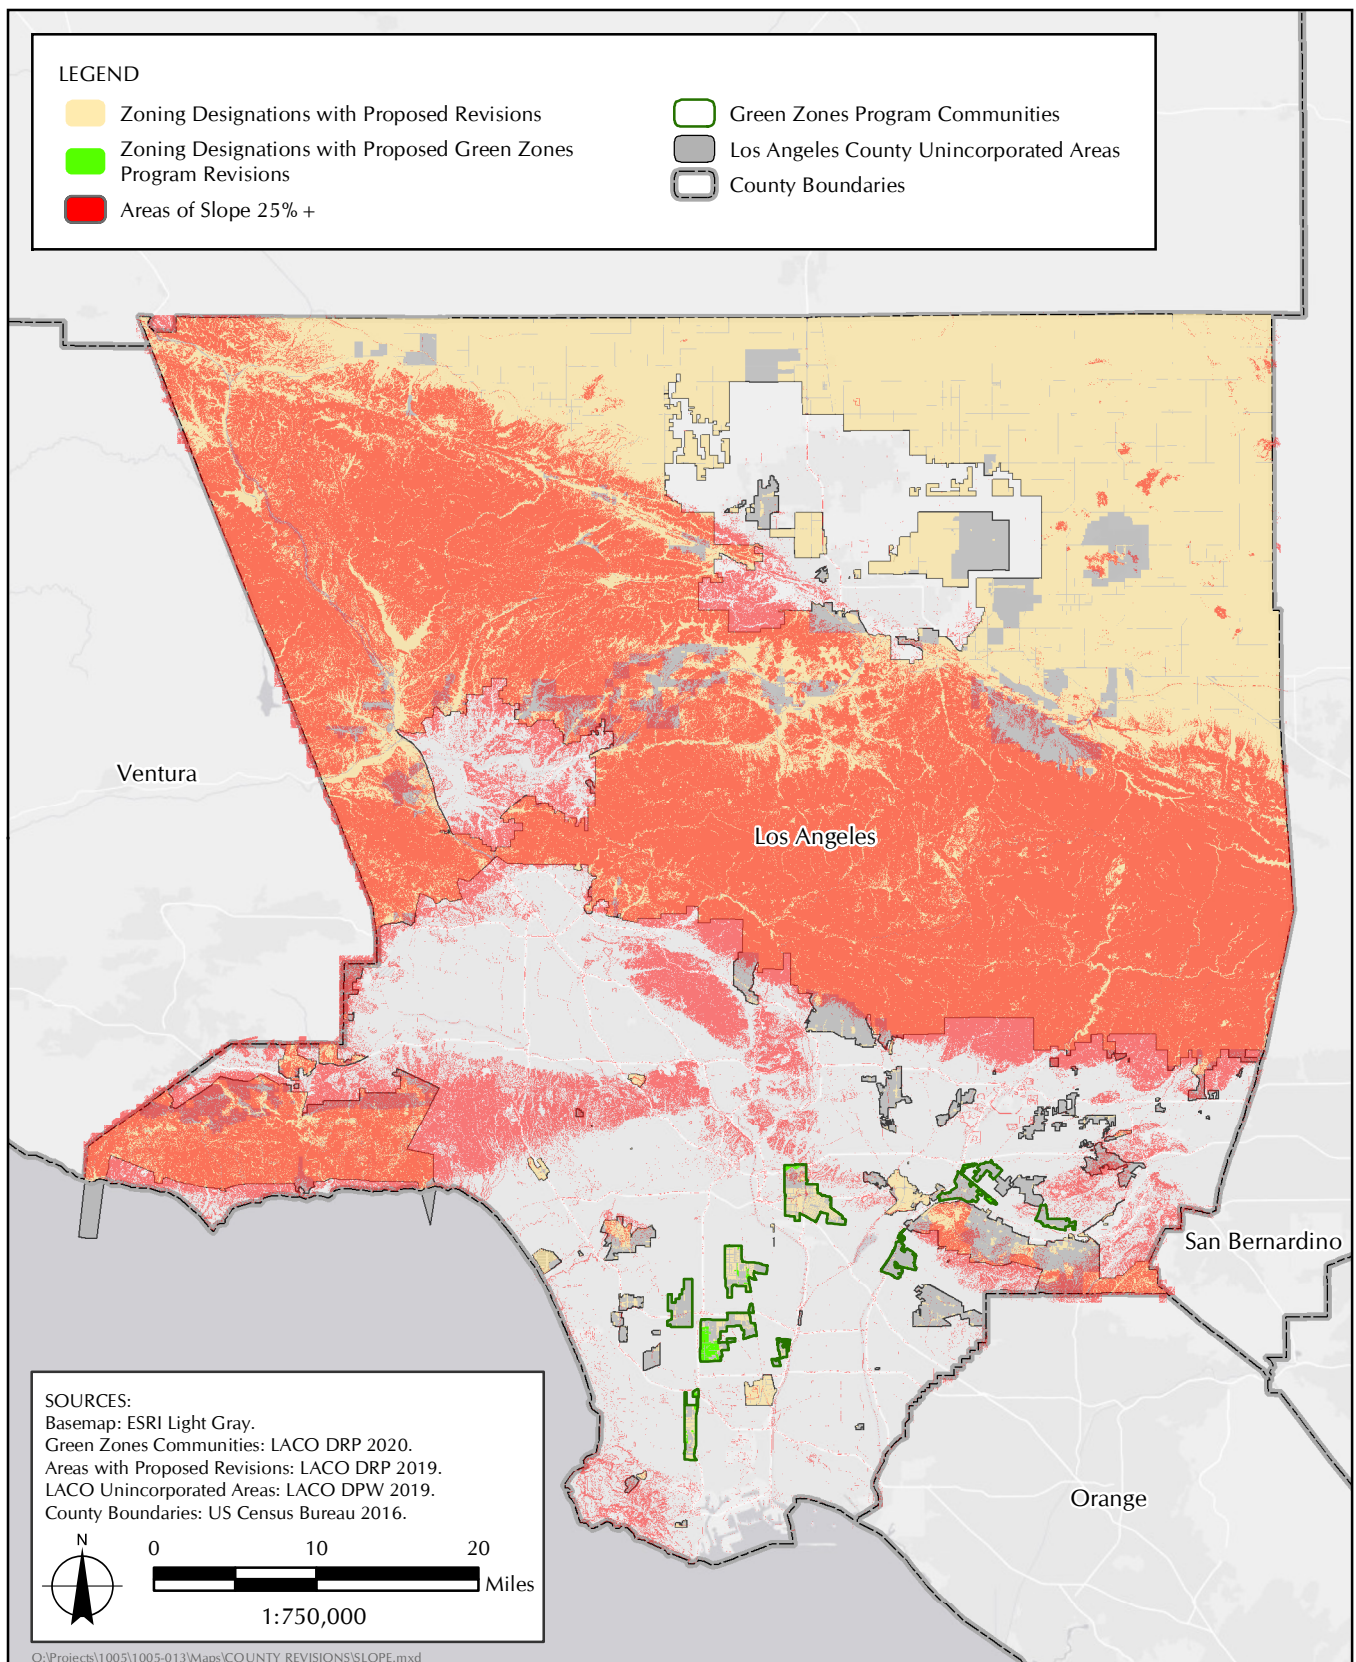 LEGEND
Zoning Designations with Proposed Revisions
Zoning Designations with Proposed Green Zones
Program Revisions
Areas of Slope 25% +
Green Zones Program Communities
Los Angeles County Unincorporated Areas
County Boundaries
Ventura
Los Angeles
San Bernardino
Orange
SOURCES:
Basemap: ESRI Light Gray.
Green Zones Communities: LACO DRP 2020.
Areas with Proposed Revisions: LACO DRP 2019.
LACO Unincorporated Areas: LACO DPW 2019.
County Boundaries: US Census Bureau 2016.
N
0 10 20
Miles
1:750,000
O:\Projects\1005\1005-013\Maps\COUNTY REVISIONS\SLOPE.mxd